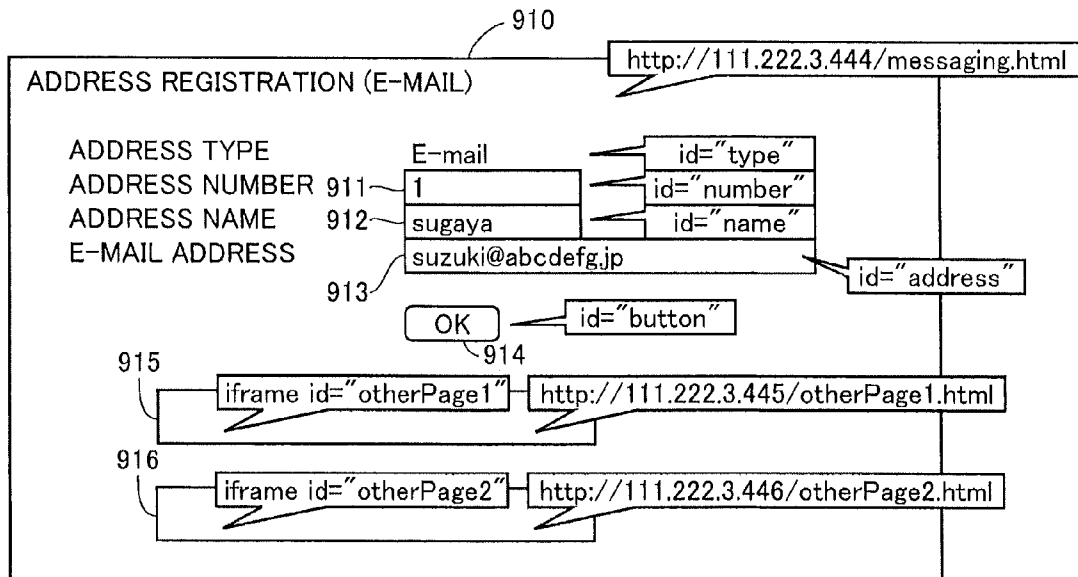 910
http://111.222.3.444/messaging.html
ADDRESS REGISTRATION (E-MAIL)
ADDRESS TYPE E-mail id="type"
ADDRESS NUMBER 911 1 id="number"
ADDRESS NAME 912 sugaya id="name"
E-MAIL ADDRESS suzuki@abcdefg.jp
913 id="address"
OK id="button"
914
915 iframe id="otherPage1" http://111.222.3.445/otherPage1.html
916 iframe id="otherPage2" http://111.222.3.446/otherPage2.html